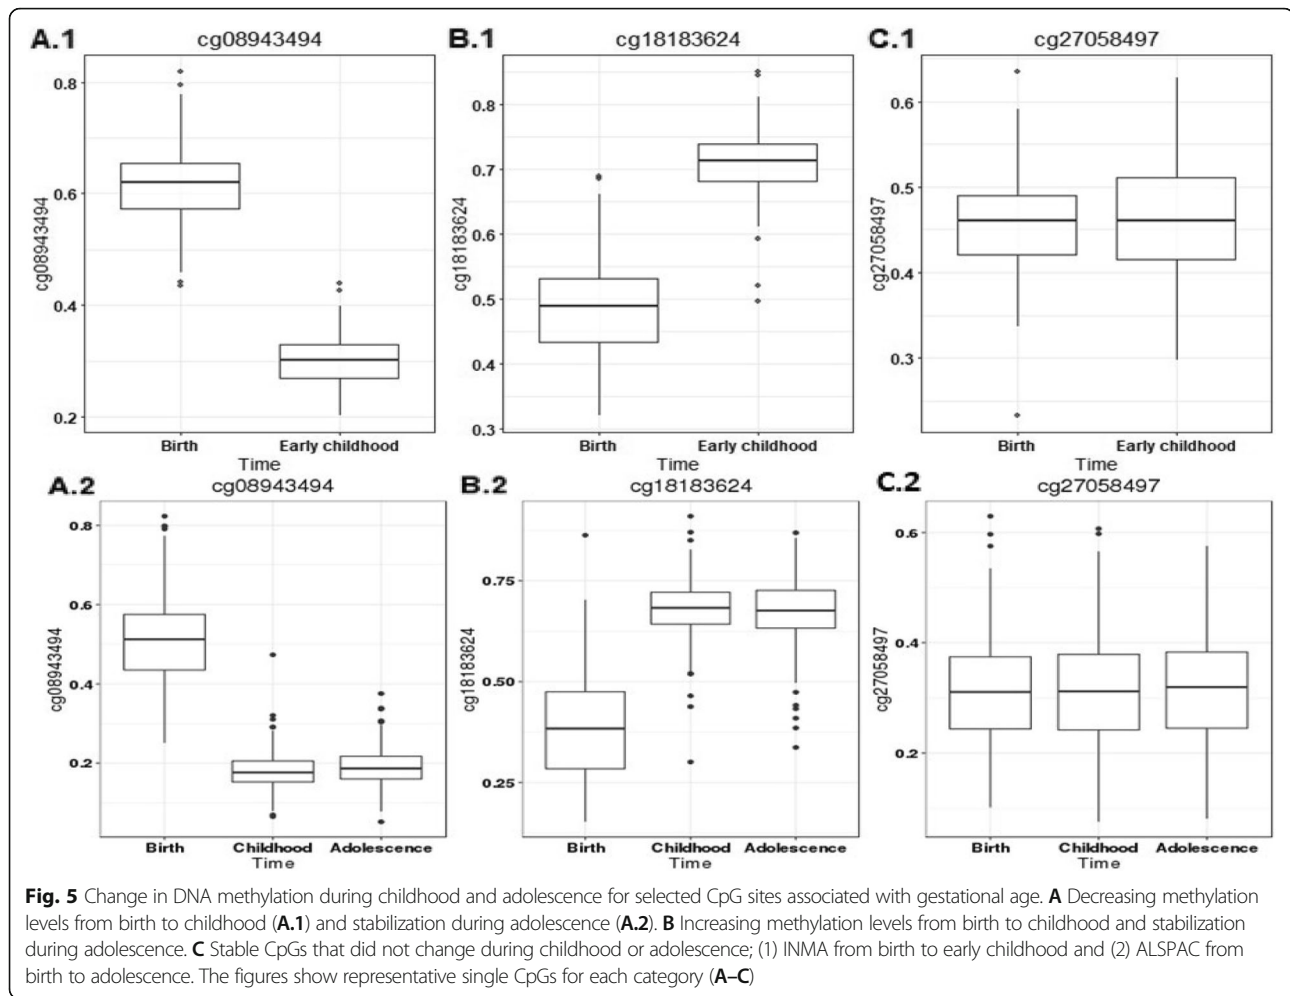 A.1 cg08943494
cg08943494
0.8
0.6
0.4
0.2
Birth Early childhood
Time
B.1 cg18183624
cg18183624
0.8
0.7
0.6
0.5
0.4
0.3
Birth Early childhood
Time
C.1 cg27058497
cg27058497
0.6
0.5
0.4
0.3
Birth Early childhood
Time
A.2 cg08943494
cg08943494
0.8
0.6
0.4
0.2
Birth Childhood Adolescence
Time
B.2 cg18183624
cg18183624
0.75
0.50
0.25
Birth Childhood Adolescence
Time
C.2 cg27058497
cg27058497
0.6
0.4
0.2
Birth Childhood Adolescence
Time
Fig. 5 Change in DNA methylation during childhood and adolescence for selected CpG sites associated with gestational age. A Decreasing methylation
levels from birth to childhood (A.1) and stabilization during adolescence (A.2). B Increasing methylation levels from birth to childhood and stabilization
during adolescence. C Stable CpGs that did not change during childhood or adolescence; (1) INMA from birth to early childhood and (2) ALSPAC from
birth to adolescence. The figures show representative single CpGs for each category (A–C)